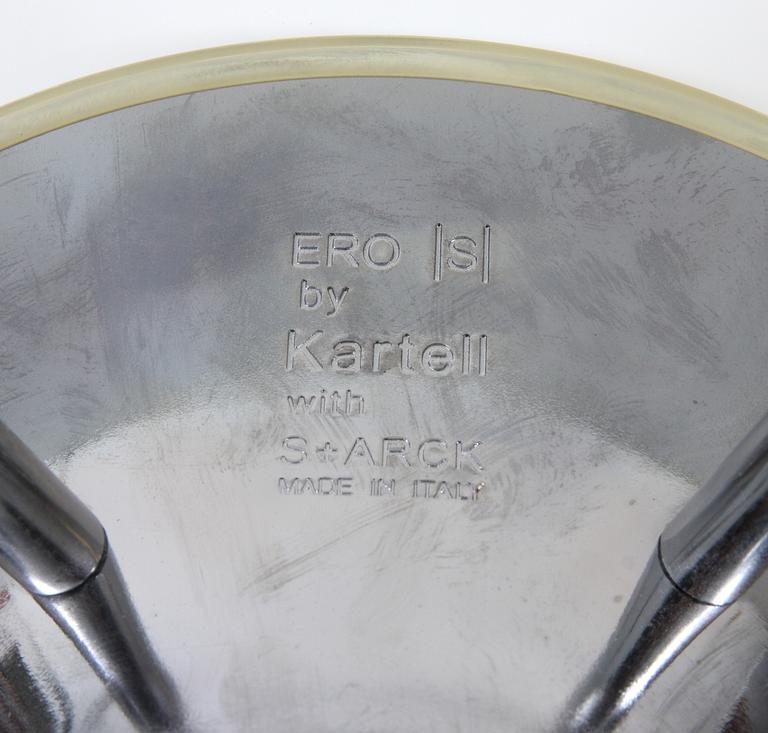 ERO |S|
by
Kartell
with
S+ARCK
MADE IN ITALY